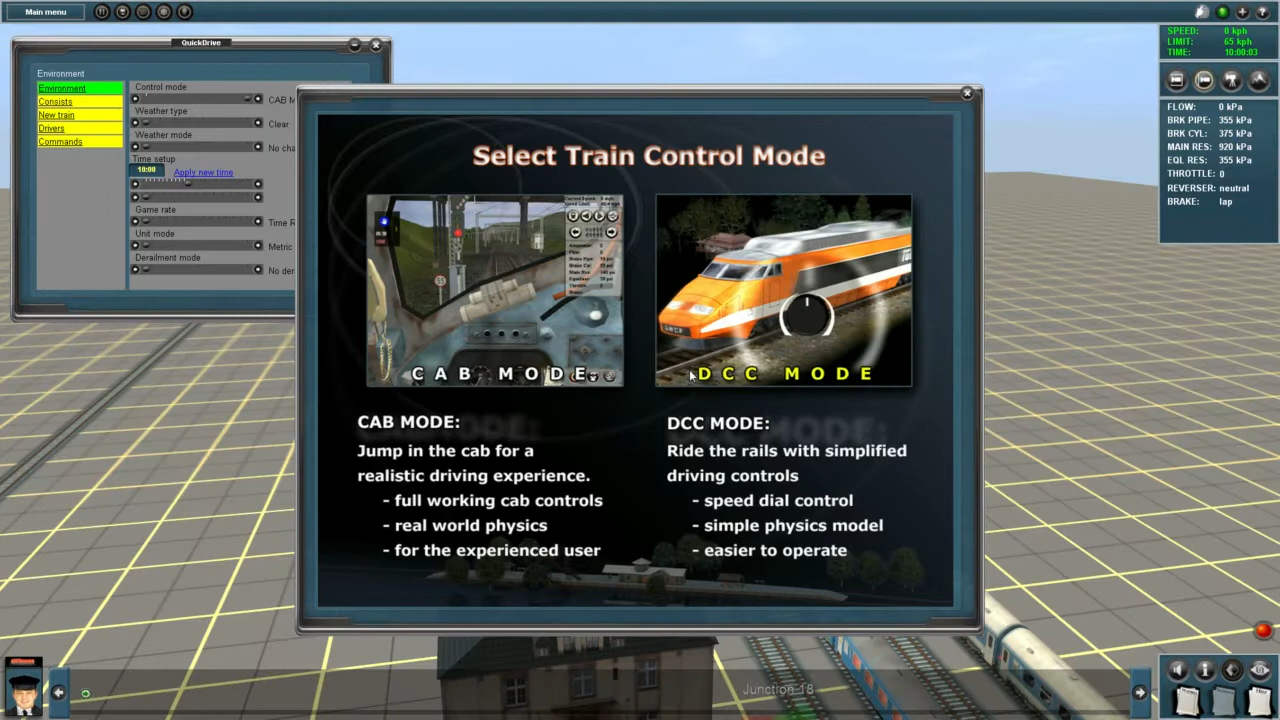 Main menu
SPEED: 0 kph
LIMIT: 65 kph
TIME: 10:00:03
FLOW: 0 kPa
BRK PIPE: 355 kPa
BRK CYL: 375 kPa
MAIN RES: 920 kPa
EQL RES: 355 kPa
THROTTLE: 0
REVERSER: neutral
BRAKE: lap
QuickDrive
Environment
Environment
Consists
New train
Drivers
Commands
Control mode
CAB M
Weather type
Clear
Weather mode
No cha
Time setup
10:00
Apply new time
Game rate
Time R
Unit mode
Metric
Derailment mode
No der
Select Train Control Mode
CAB MODE
DCC MODE
CAB MODE:
Jump in the cab for a
realistic driving experience.
- full working cab controls
- real world physics
- for the experienced user
DCC MODE:
Ride the rails with simplified
driving controls
- speed dial control
- simple physics model
- easier to operate
Junction 18